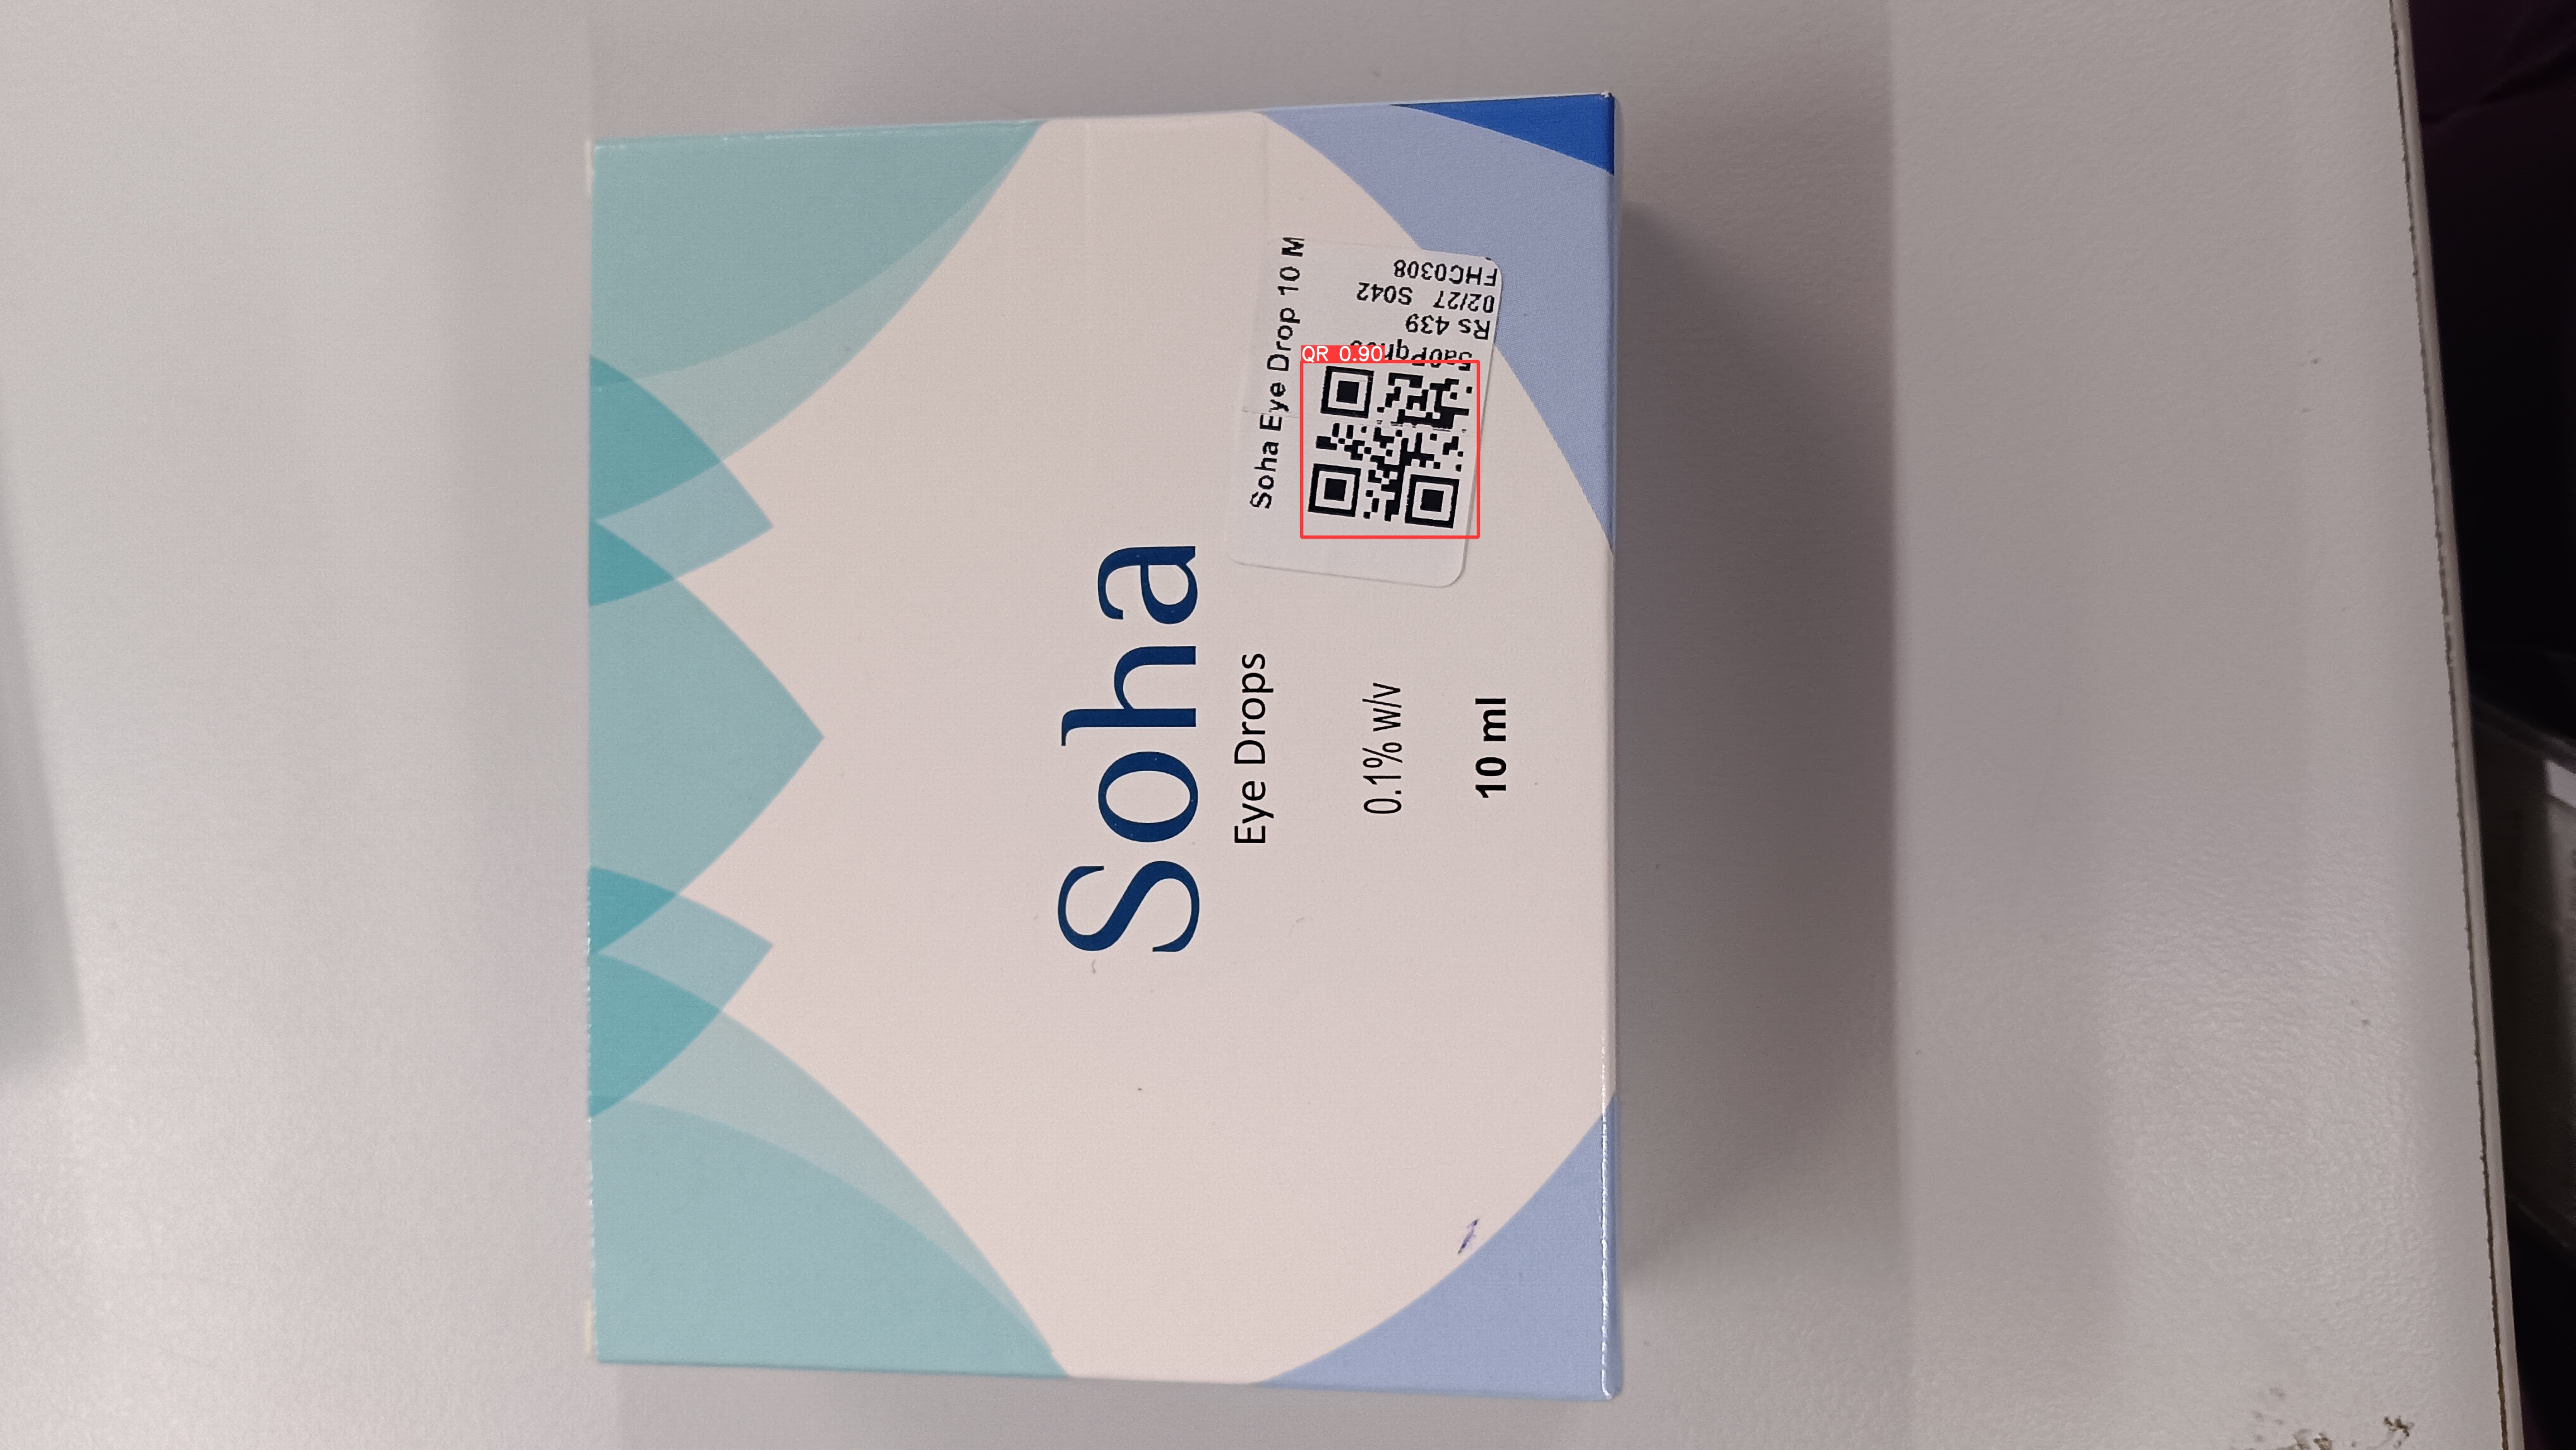 Soha
Eye Drops
0.1% w/v
10 ml
Soha Eye Drop 10 M
FHC0308
02/27 S042
Rs 439
QR 0.90